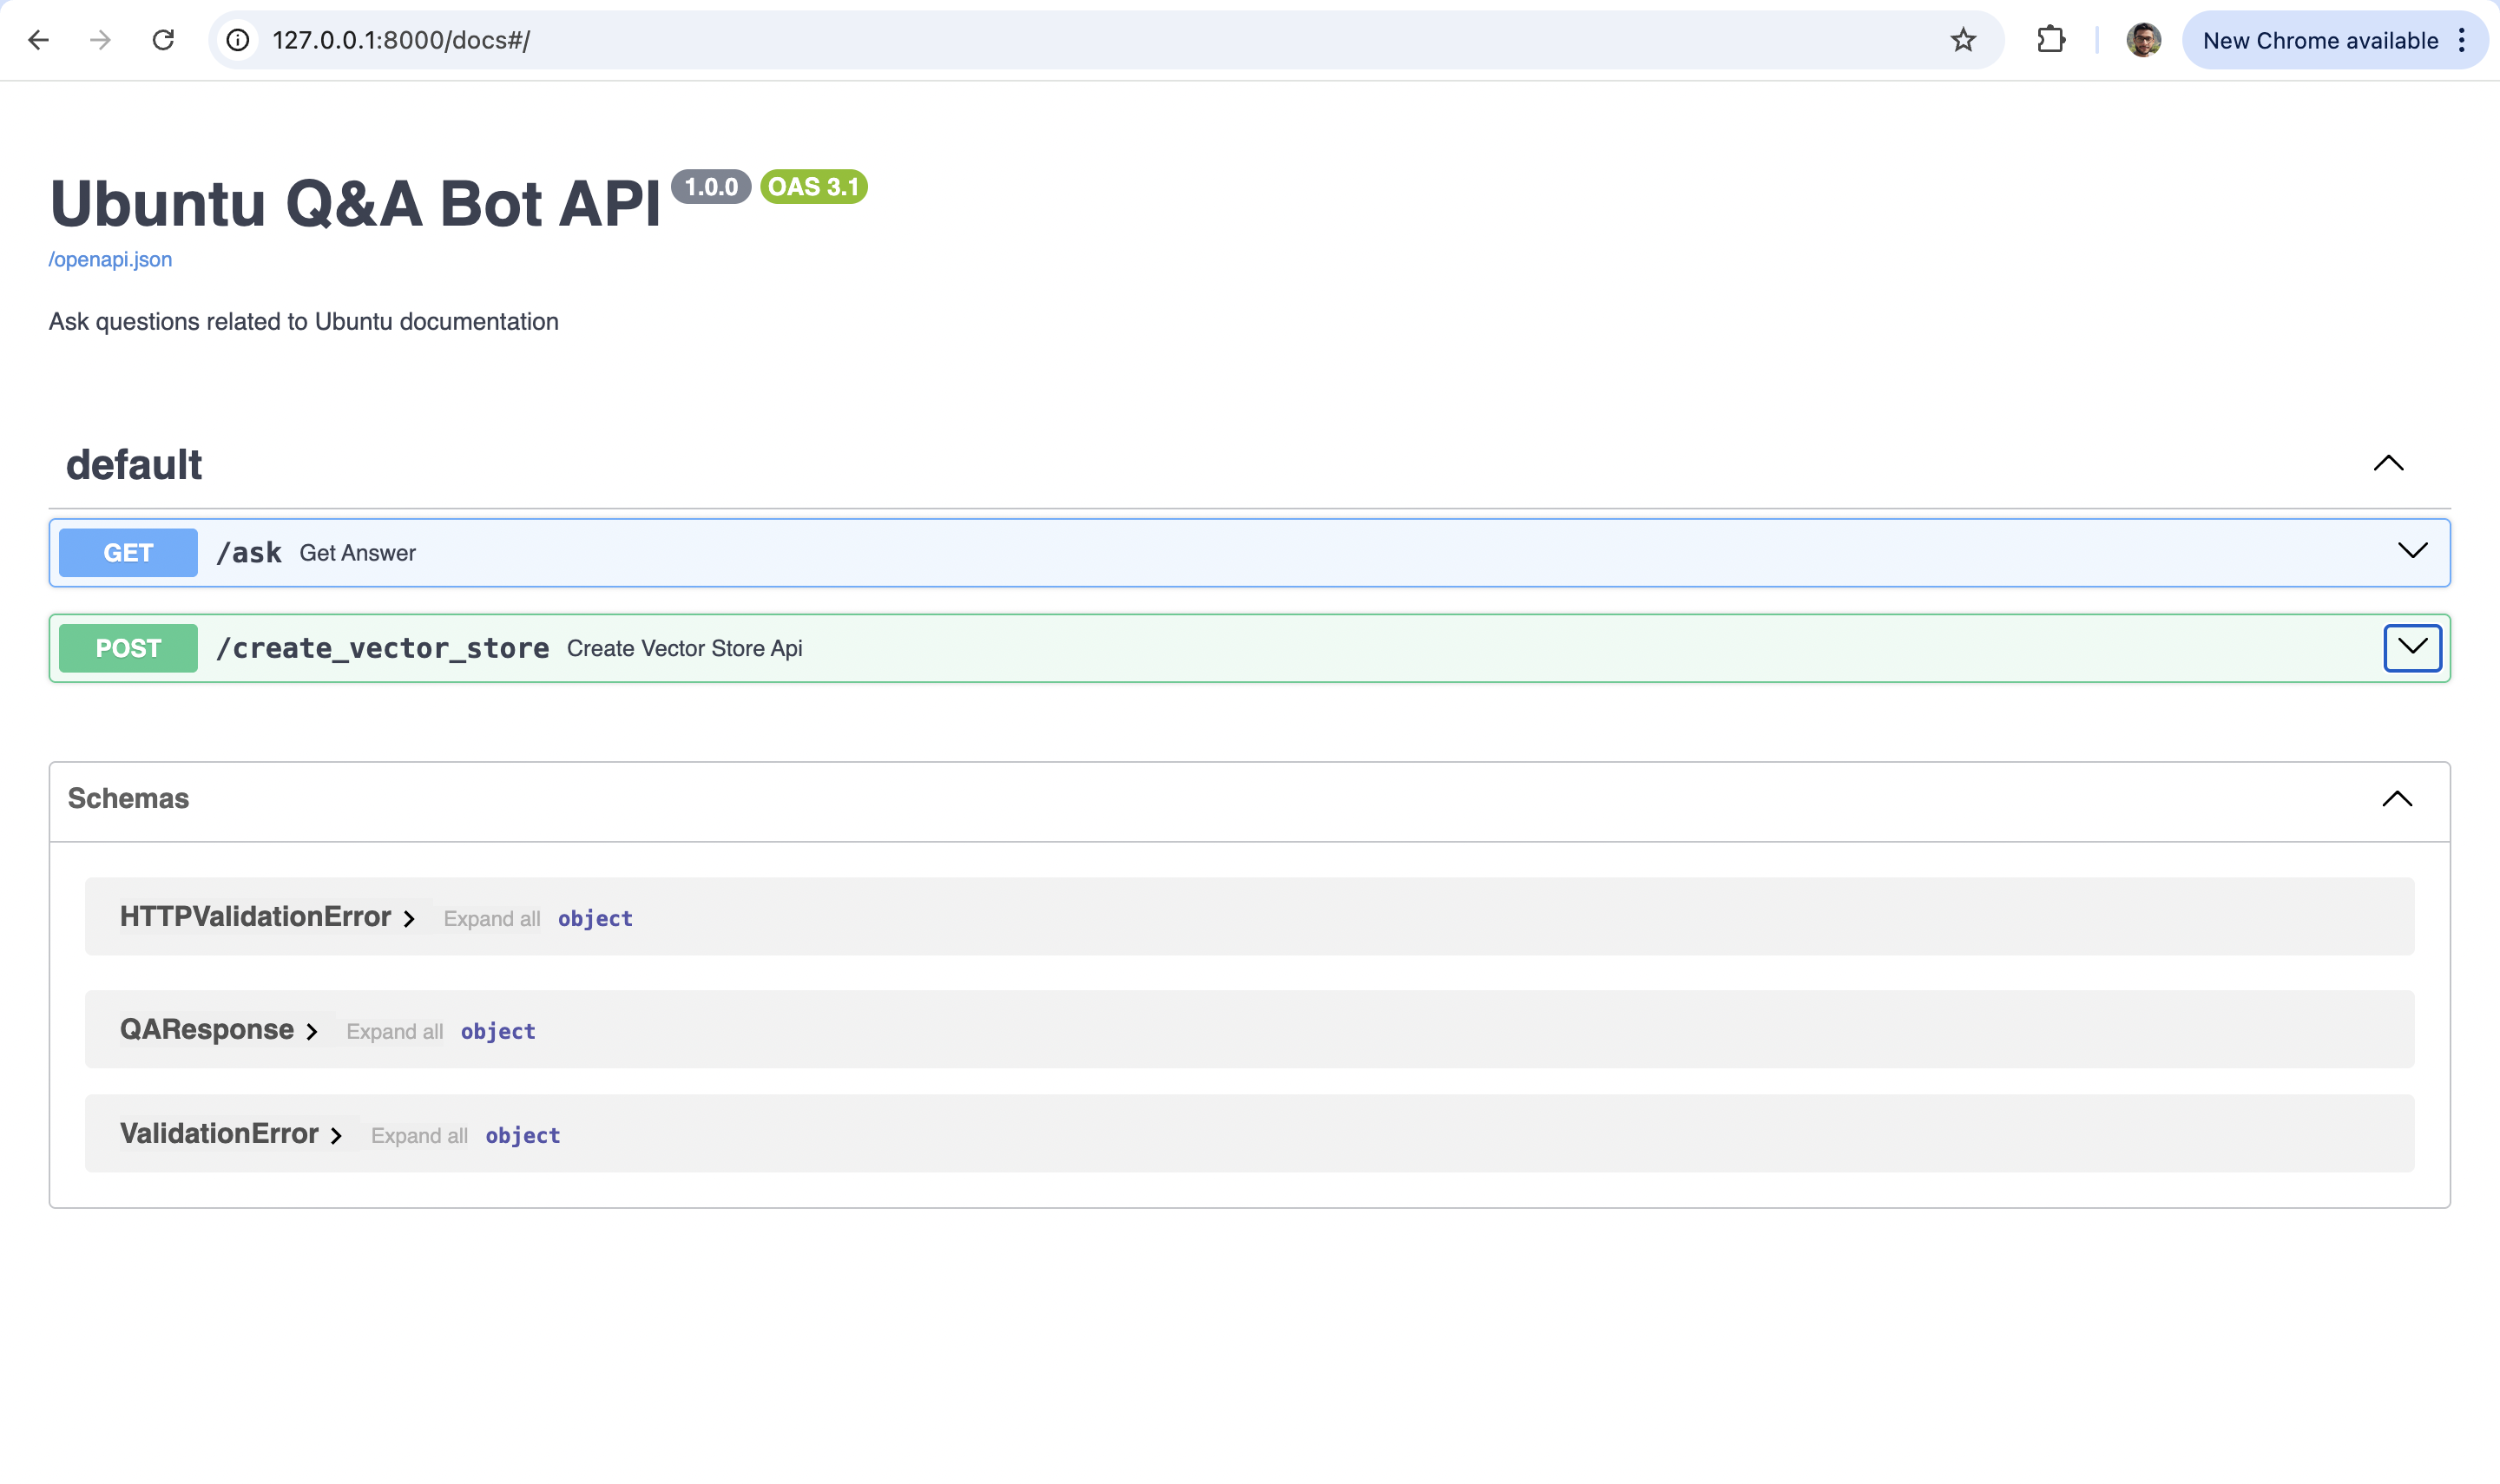 127.0.0.1:8000/docs#/ New Chrome available
Ubuntu Q&A Bot API 1.0.0 OAS 3.1
/openapi.json
Ask questions related to Ubuntu documentation
default
GET /ask Get Answer
POST /create_vector_store Create Vector Store Api
Schemas
HTTPValidationError Expand all object
QAResponse Expand all object
ValidationError Expand all object